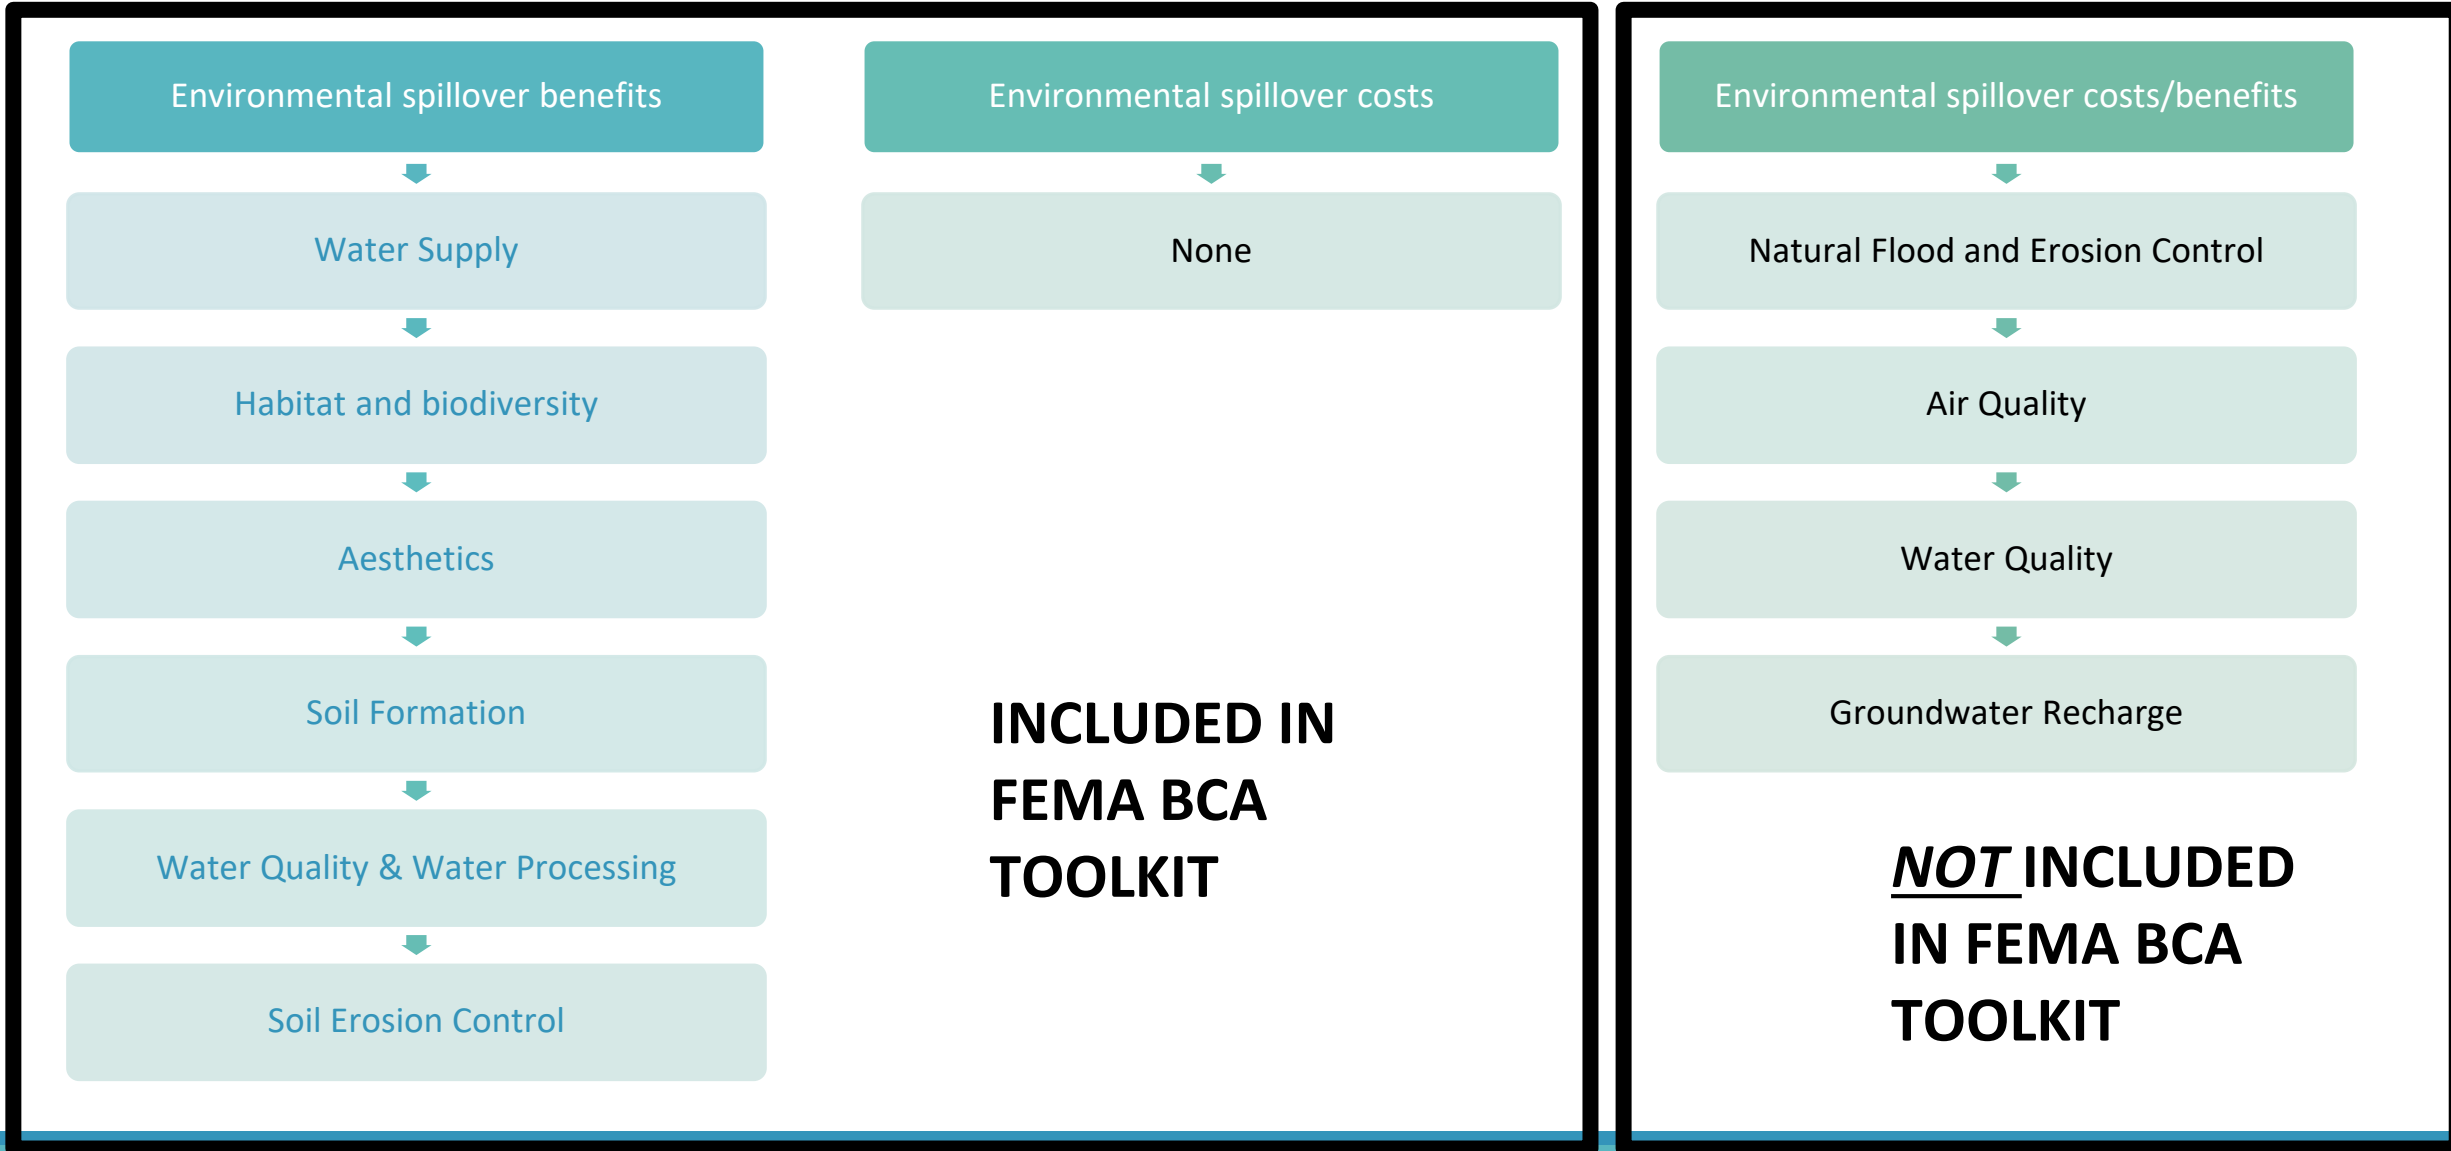 Environmental spillover benefits
Water Supply
Habitat and biodiversity
Aesthetics
Soil Formation
Water Quality & Water Processing
Soil Erosion Control
Environmental spillover costs
None
INCLUDED IN
FEMA BCA
TOOLKIT
Environmental spillover costs/benefits
Natural Flood and Erosion Control
Air Quality
Water Quality
Groundwater Recharge
NOT INCLUDED
IN FEMA BCA
TOOLKIT